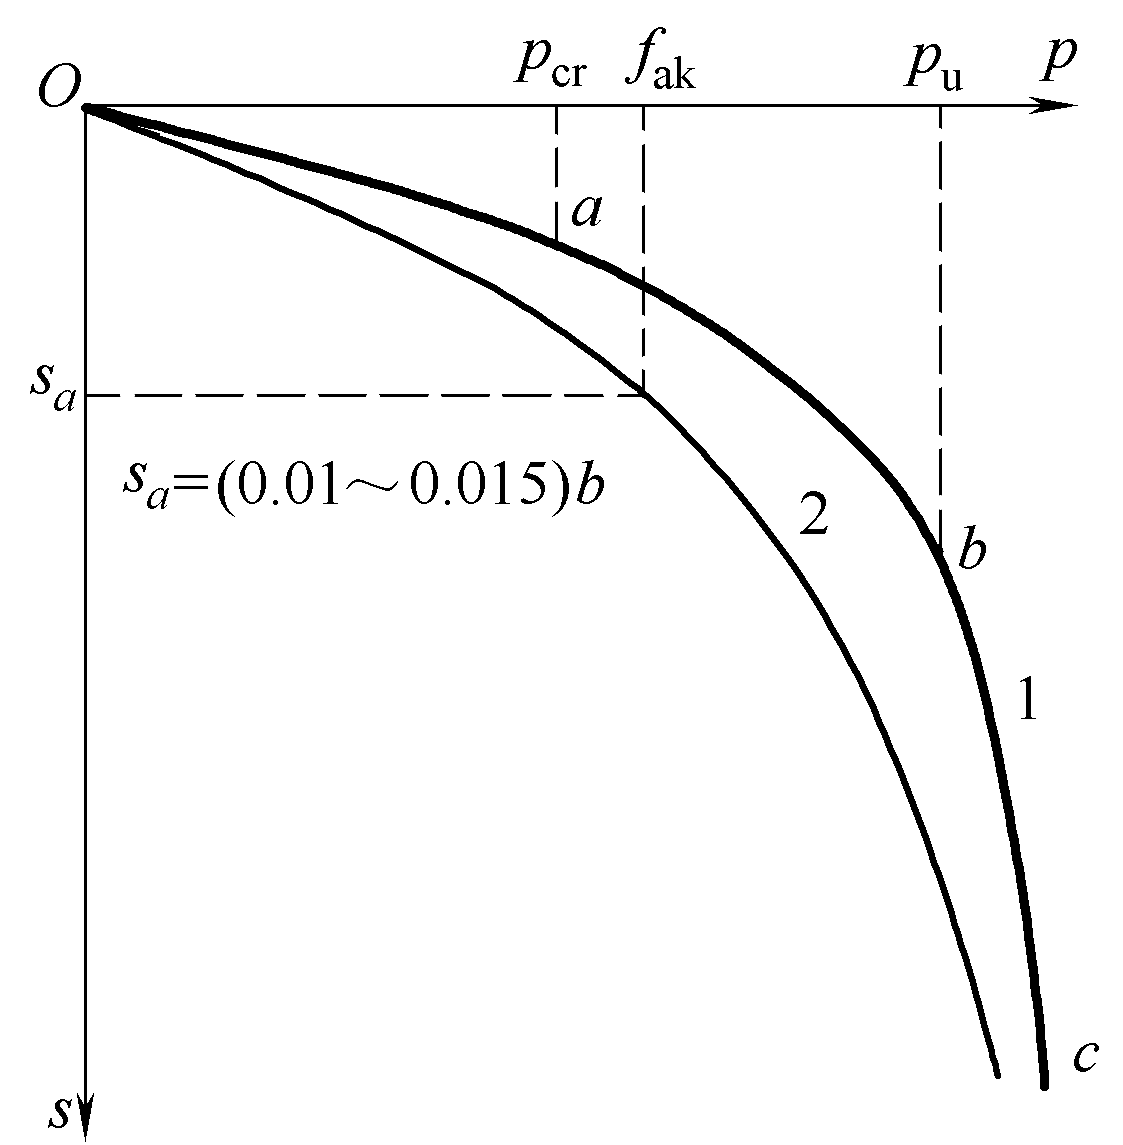 O p_cr f_ak p_u p
a
s_a
s_a=(0.01～0.015)b
2
b
1
c
s